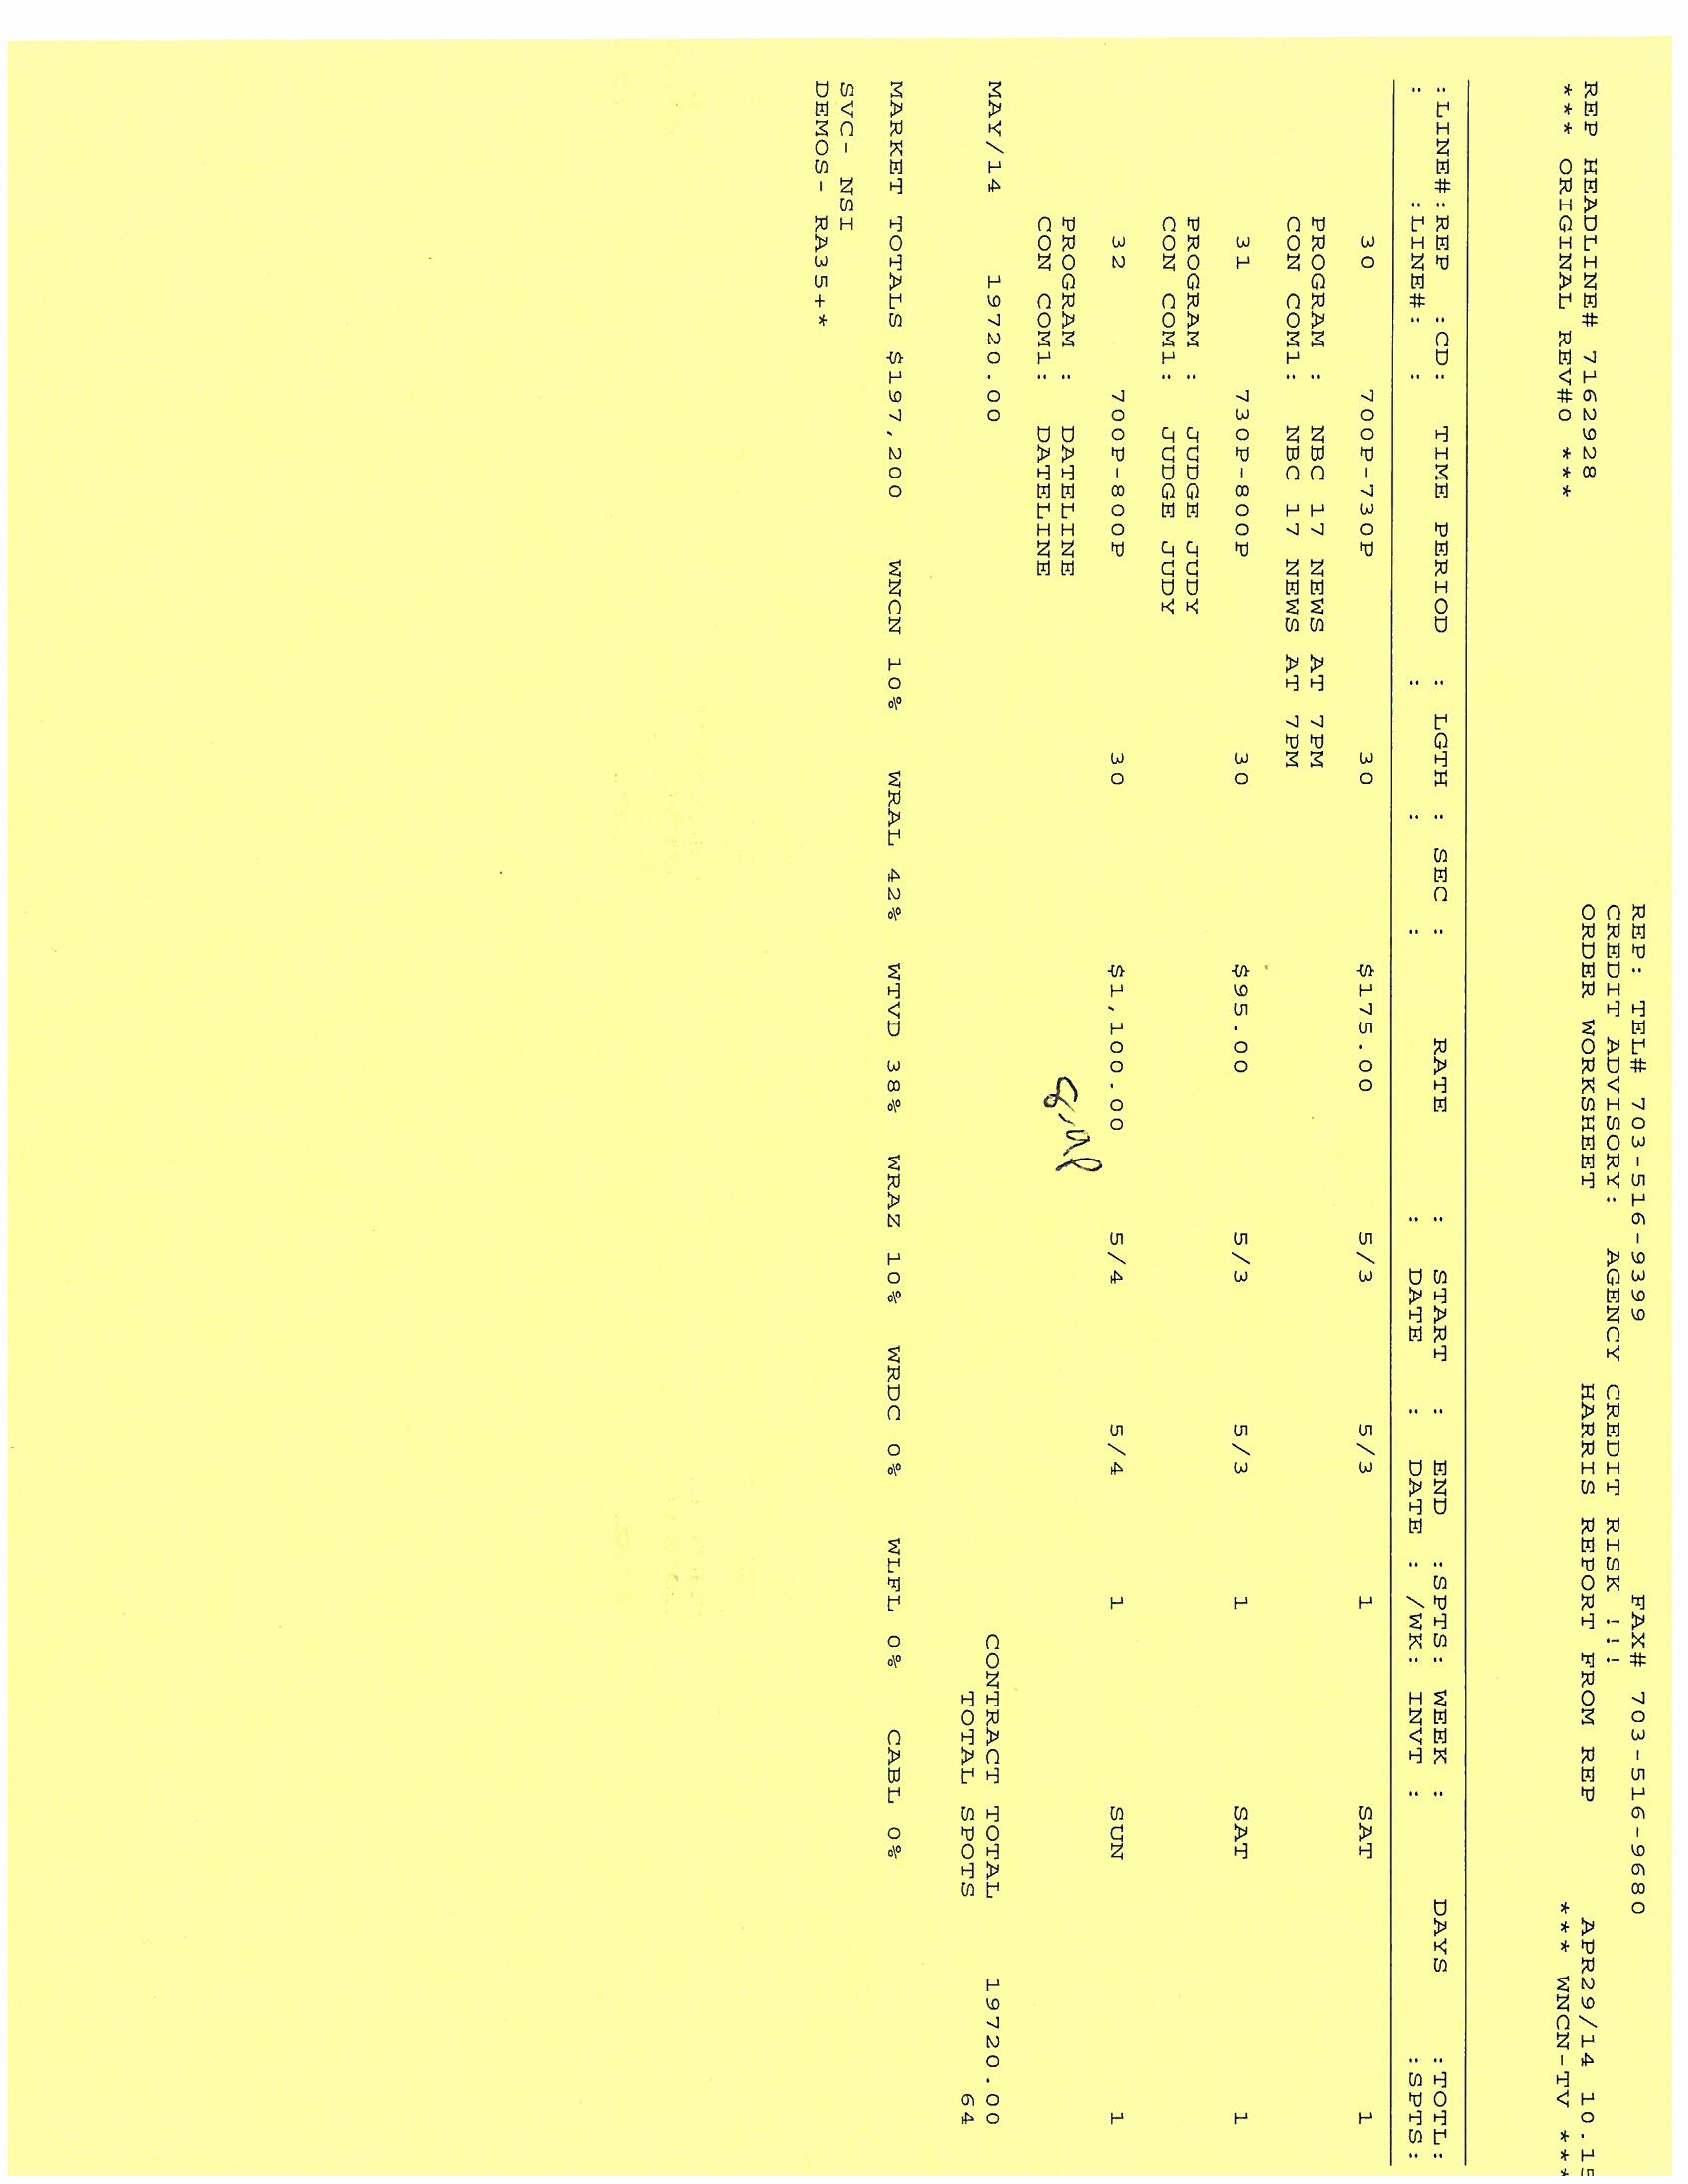 REP: TEL# 703-516-9399 FAX# 703-516-9680
CREDIT ADVISORY: AGENCY CREDIT RISK !!!
REP HEADLINE# 7162928 ORDER WORKSHEET HARRIS REPORT FROM REP APR29/14 10.15
*** ORIGINAL REV#0 *** *** WNCN-TV ***
:LINE#:REP :CD: TIME PERIOD : LGTH : SEC : RATE : START : END :SPTS: WEEK : DAYS :TOTL:
: :LINE#: : : : : : DATE : DATE : /WK: INVT : :SPTS:
30 700P-730P 30 $175.00 5/3 5/3 1 SAT 1
PROGRAM : NBC 17 NEWS AT 7PM
CON COM1: NBC 17 NEWS AT 7PM
31 730P-800P 30 $95.00 5/3 5/3 1 SAT 1
PROGRAM : JUDGE JUDY
CON COM1: JUDGE JUDY
32 700P-800P 30 $1,100.00 5/4 5/4 1 SUN 1
PROGRAM : DATELINE
CON COM1: DATELINE
MAY/14 19720.00 CONTRACT TOTAL 19720.00
TOTAL SPOTS 64
MARKET TOTALS $197,200 WNCN 10% WRAL 42% WTVD 38% WRAZ 10% WRDC 0% WLFL 0% CABL 0%
SVC- NSI
DEMOS- RA35+*